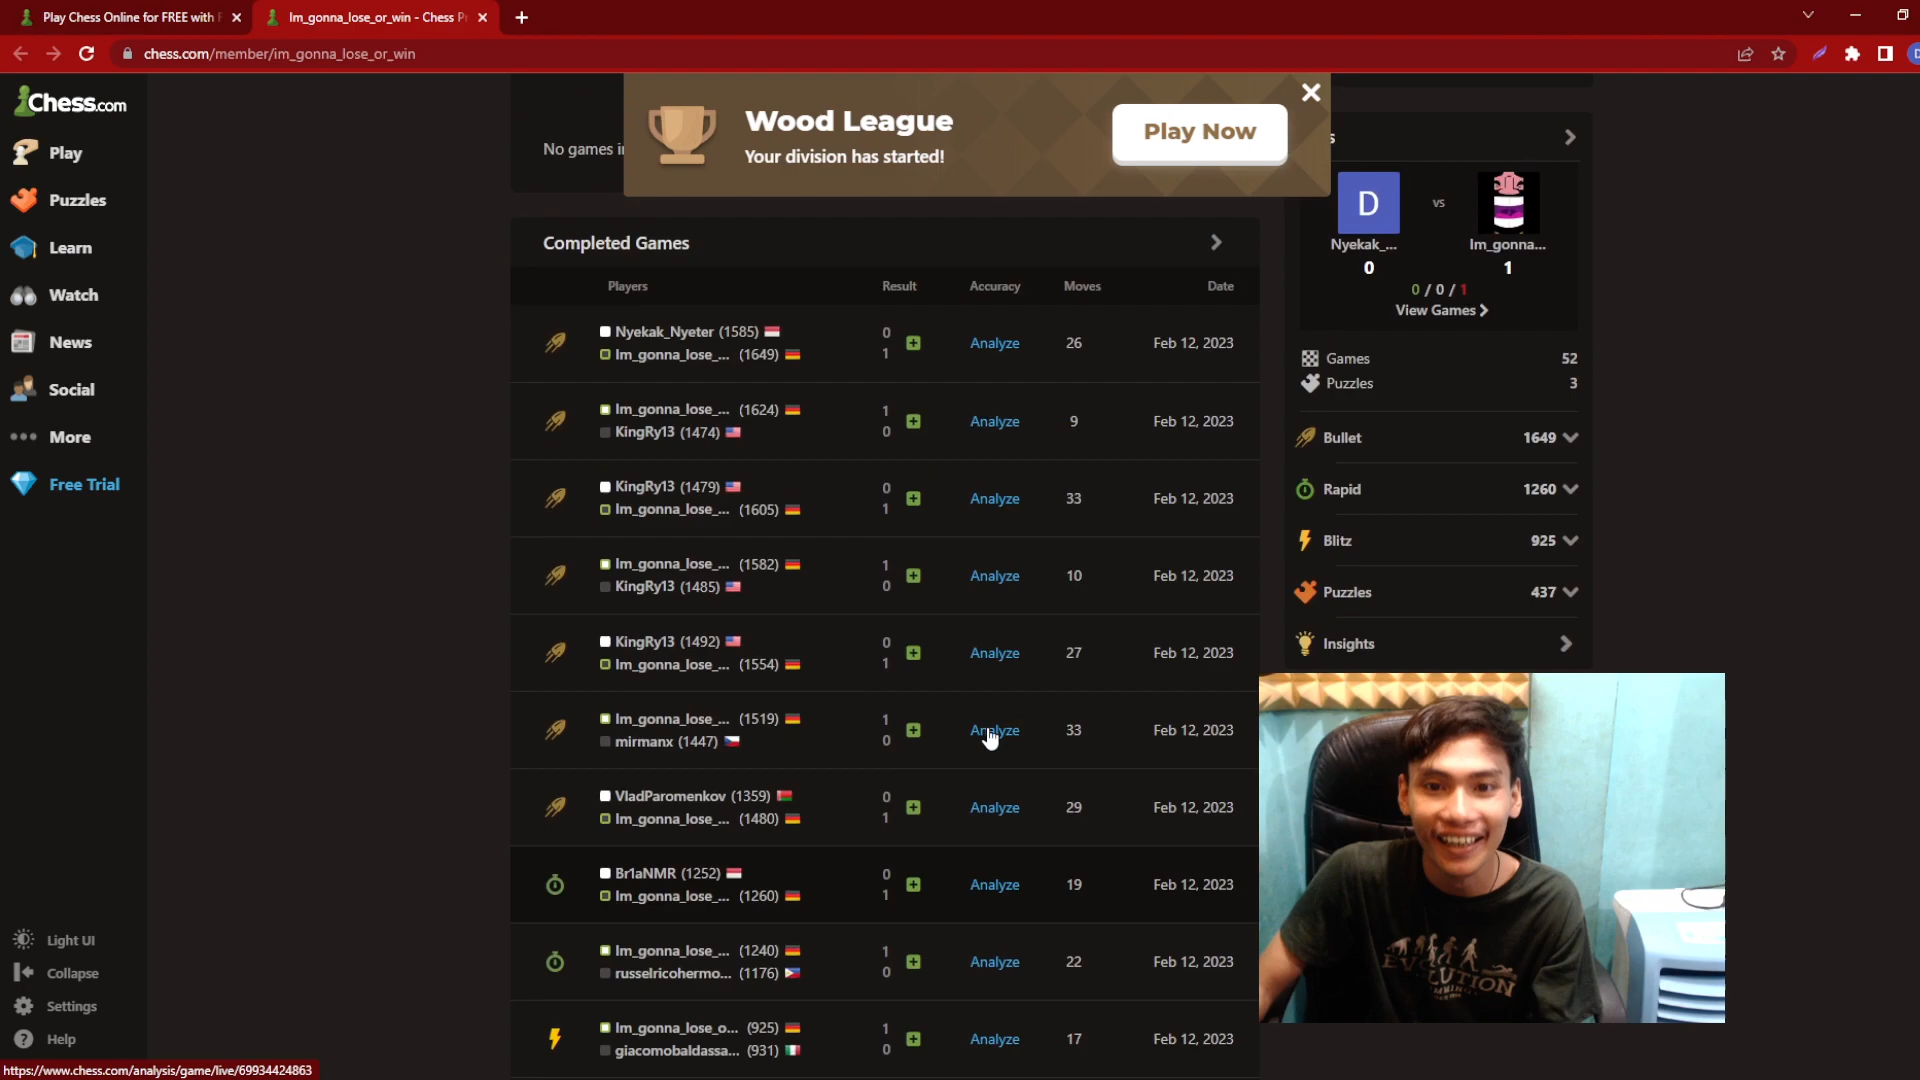 Play Chess Online for FREE with F
Im_gonna_lose_or_win - Chess Pr
chess.com/member/im_gonna_lose_or_win
Chess.com
Play
Puzzles
Learn
Watch
News
Social
More
Free Trial
Light UI
Collapse
Settings
Help
https://www.chess.com/analysis/game/live/69934424863
Wood League
Your division has started!
Play Now
No games i
Completed Games
Players Result Accuracy Moves Date
Nyekak_Nyeter (1585) 0
Im_gonna_lose_... (1649) 1
Analyze 26 Feb 12, 2023
Im_gonna_lose_... (1624) 1
KingRy13 (1474) 0
Analyze 9 Feb 12, 2023
KingRy13 (1479) 0
Im_gonna_lose_... (1605) 1
Analyze 33 Feb 12, 2023
Im_gonna_lose_... (1582) 1
KingRy13 (1485) 0
Analyze 10 Feb 12, 2023
KingRy13 (1492) 0
Im_gonna_lose_... (1554) 1
Analyze 27 Feb 12, 2023
Im_gonna_lose_... (1519) 1
mirmanx (1447) 0
Analyze 33 Feb 12, 2023
VladParomenkov (1359) 0
Im_gonna_lose_... (1480) 1
Analyze 29 Feb 12, 2023
Br1aNMR (1252) 0
Im_gonna_lose_... (1260) 1
Analyze 19 Feb 12, 2023
Im_gonna_lose_... (1240) 1
russelricohermo... (1176) 0
Analyze 22 Feb 12, 2023
Im_gonna_lose_o... (925) 1
giacomobaldassa... (931) 0
Analyze 17 Feb 12, 2023
s
D vs
Nyekak_... Im_gonna...
0 1
0 / 0 / 1
View Games
Games 52
Puzzles 3
Bullet 1649
Rapid 1260
Blitz 925
Puzzles 437
Insights
EVOLUTION